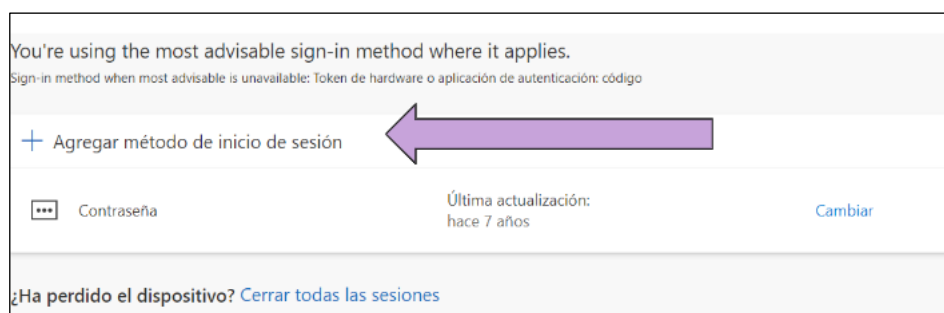 You're using the most advisable sign-in method where it applies.
Sign-in method when most advisable is unavailable: Token de hardware o aplicación de autenticación: código
+ Agregar método de inicio de sesión
Contraseña
Última actualización:
hace 7 años
Cambiar
¿Ha perdido el dispositivo? Cerrar todas las sesiones